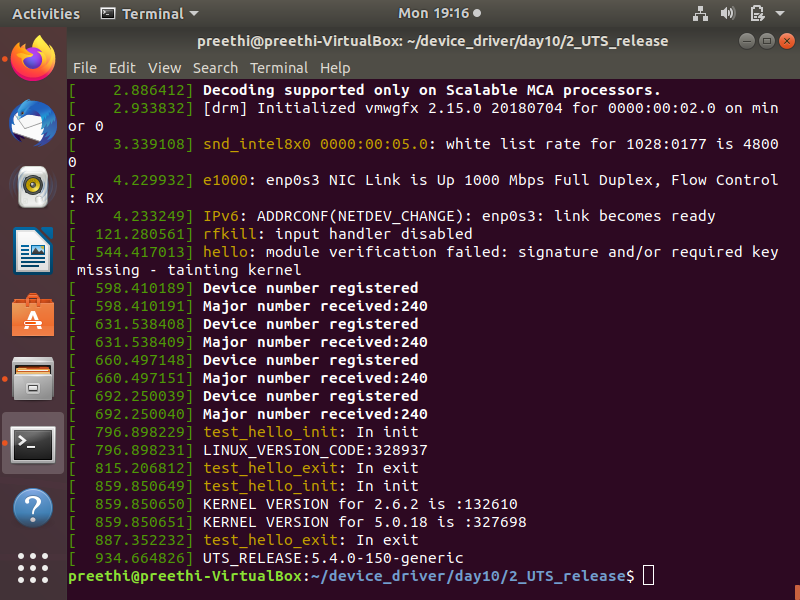 Activities Terminal Mon 19:16
preethi@preethi-VirtualBox: ~/device_driver/day10/2_UTS_release
File Edit View Search Terminal Help
[    2.886412] Decoding supported only on Scalable MCA processors.
[    2.933832] [drm] Initialized vmwgfx 2.15.0 20180704 for 0000:00:02.0 on min
or 0
[    3.339108] snd_intel8x0 0000:00:05.0: white list rate for 1028:0177 is 4800
0
[    4.229932] e1000: enp0s3 NIC Link is Up 1000 Mbps Full Duplex, Flow Control
: RX
[    4.233249] IPv6: ADDRCONF(NETDEV_CHANGE): enp0s3: link becomes ready
[  121.280561] rfkill: input handler disabled
[  544.417013] hello: module verification failed: signature and/or required key
 missing - tainting kernel
[  598.410189] Device number registered
[  598.410191] Major number received:240
[  631.538408] Device number registered
[  631.538409] Major number received:240
[  660.497148] Device number registered
[  660.497151] Major number received:240
[  692.250039] Device number registered
[  692.250040] Major number received:240
[  796.898229] test_hello_init: In init
[  796.898231] LINUX_VERSION_CODE:328937
[  815.206812] test_hello_exit: In exit
[  859.850649] test_hello_init: In init
[  859.850650] KERNEL VERSION for 2.6.2 is :132610
[  859.850651] KERNEL VERSION for 5.0.18 is :327698
[  887.352232] test_hello_exit: In exit
[  934.664826] UTS_RELEASE:5.4.0-150-generic
preethi@preethi-VirtualBox:~/device_driver/day10/2_UTS_release$